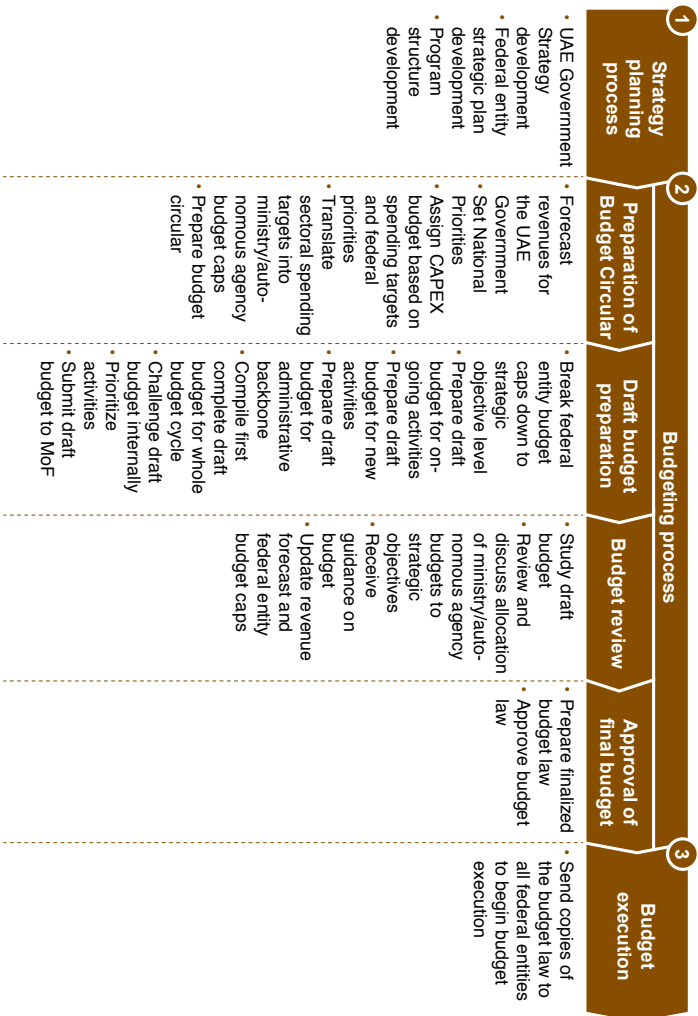 1
Strategy
planning
process
• UAE Government
Strategy
development
• Federal entity
strategic plan
development
• Program
structure
development
2
Budgeting process
Preparation of
Budget Circular
• Forecast
revenues for
the UAE
Government
• Set National
Priorities
• Assign CAPEX
budget based on
spending targets
and federal
priorities
• Translate
sectoral spending
targets into
ministry/auto-
nomous agency
budget caps
• Prepare budget
circular
Draft budget
preparation
• Break federal
entity budget
caps down to
strategic
objective level
• Prepare draft
budget for on-
going activities
• Prepare draft
budget for new
activities
• Prepare draft
budget for
administrative
backbone
• Compile first
complete draft
budget for whole
budget cycle
• Challenge draft
budget internally
• Prioritize
activities
• Submit draft
budget to MoF
Budget review
• Study draft
budget
• Review and
discuss allocation
of ministry/auto-
nomous agency
budgets to
strategic
objectives
• Receive
guidance on
budget
• Update revenue
forecast and
federal entity
budget caps
Approval of
final budget
• Prepare finalized
budget law
• Approve budget
law
3
Budget
execution
• Send copies of
the budget law to
all federal entities
to begin budget
execution